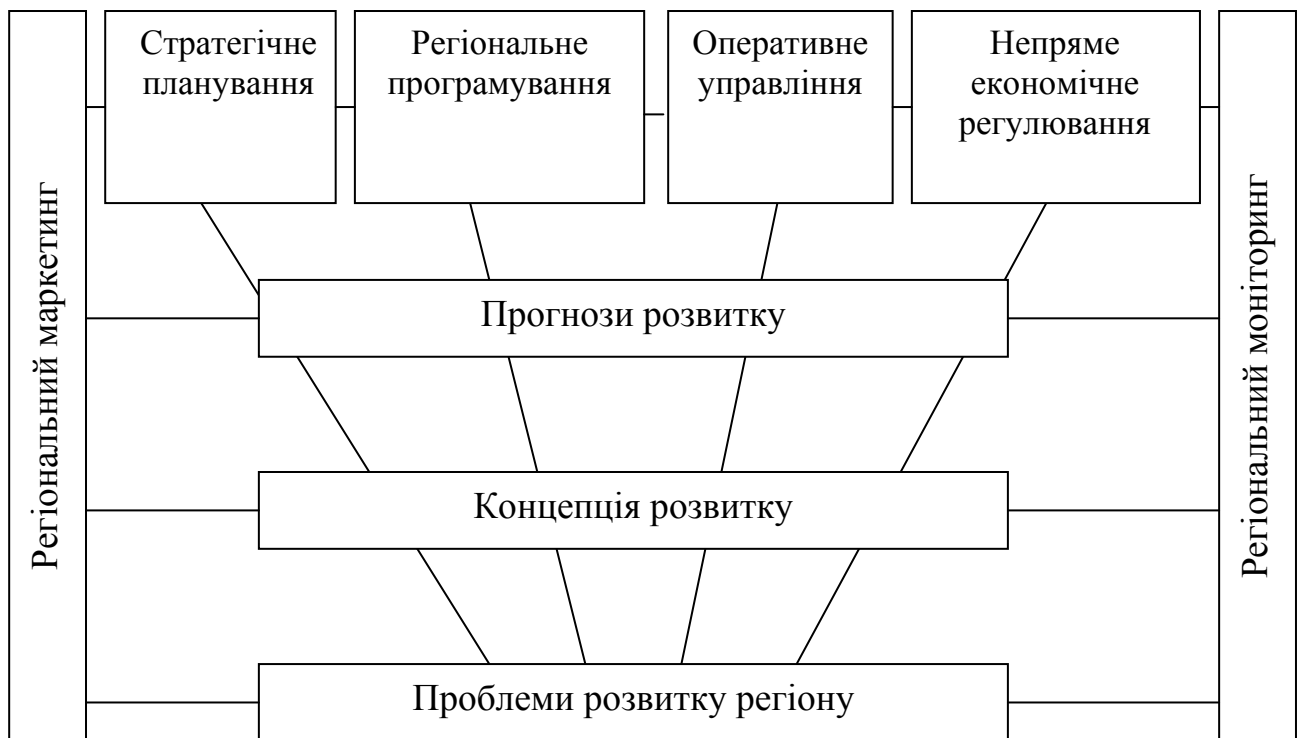 Стратегічне
планування
Регіональне
програмування
Оперативне
управління
Непряме
економічне
регулювання
Регіональний маркетинг
Прогнози розвитку
Концепція розвитку
Проблеми розвитку регіону
Регіональний моніторинг